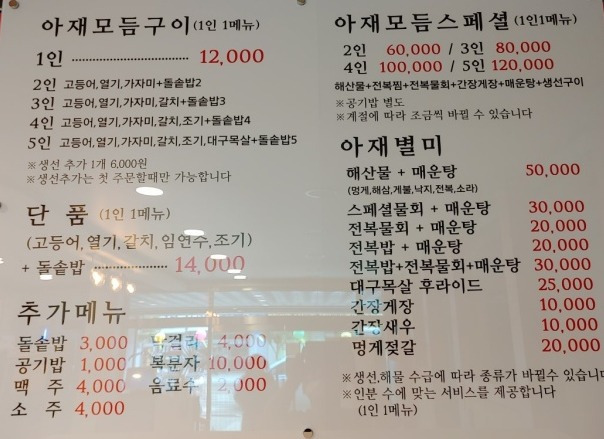 아재모듬구이(1인 1메뉴)
1인 ........................... 12,000
2인 고등어,열기,가자미+돌솥밥2
3인 고등어,열기,가자미,갈치+돌솥밥3
4인 고등어,열기,가자미,갈치,조기+돌솥밥4
5인 고등어,열기,가자미,갈치,조기,대구목살+돌솥밥5
※생선 추가 1개 6,000원
※생선추가는 첫 주문할때만 가능합니다
단 품 (1인 1메뉴)
(고등어,열기,갈치,임연수,조기)
+ 돌솥밥 ................. 14,000
추가메뉴
돌솥밥 3,000 막걸리 4,000
공기밥 1,000 복분자 10,000
맥 주 4,000 음료수 2,000
소 주 4,000
아재모듬스페셜(1인1메뉴)
2인 60,000 / 3인 80,000
4인 100,000 / 5인 120,000
해산물+전복찜+전복물회+간장게장+매운탕+생선구이
※공기밥 별도
※계절에 따라 조금씩 바뀔 수 있습니다
아재별미
해산물 + 매운탕 50,000
(멍게,해삼,게불,낙지,전복,소라)
스페셜물회 + 매운탕 30,000
전복물회 + 매운탕 20,000
전복밥 + 매운탕 20,000
전복밥+전복물회+매운탕 30,000
대구목살 후라이드 25,000
간장게장 10,000
간장새우 10,000
멍게젖갈 20,000
※생선,해물 수급에 따라 종류가 바뀔수 있습니다
※인분 수에 맞는 서비스를 제공합니다
(1인 1메뉴)